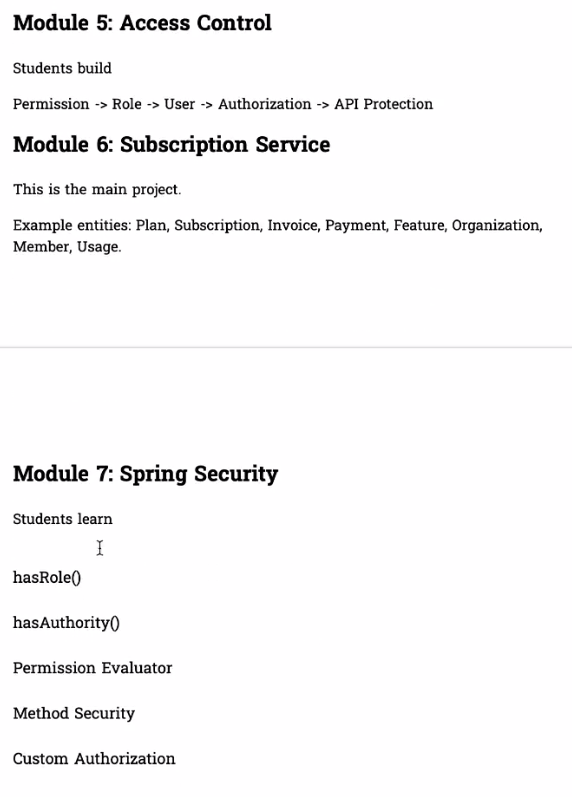 Module 5: Access Control
Students build
Permission -> Role -> User -> Authorization -> API Protection
Module 6: Subscription Service
This is the main project.
Example entities: Plan, Subscription, Invoice, Payment, Feature, Organization,
Member, Usage.
Module 7: Spring Security
Students learn
hasRole()
hasAuthority()
Permission Evaluator
Method Security
Custom Authorization